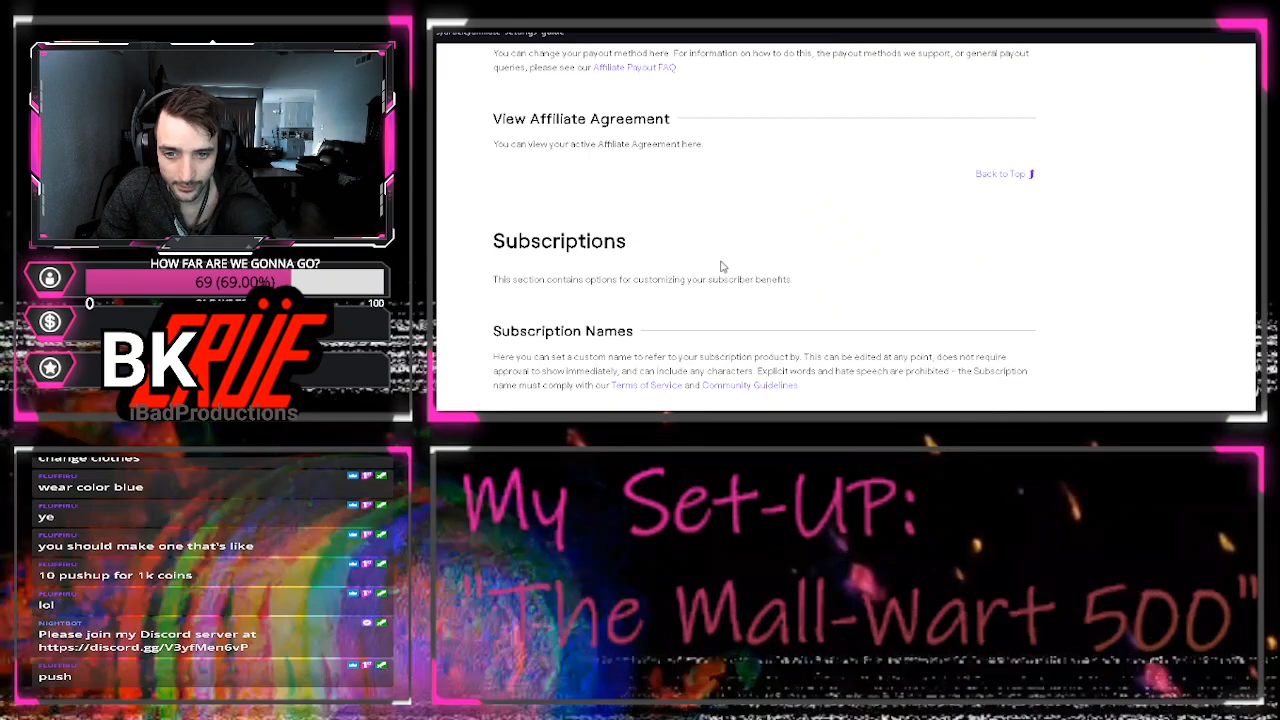 You can change your payout method here. For information on how to do this, the payout methods we support, or general payout
queries, please see our Affiliate Payout FAQ
View Affiliate Agreement
You can view your active Affiliate Agreement here.
Back to Top
Subscriptions
This section contains options for customizing your subscriber benefits.
Subscription Names
Here you can set a custom name to refer to your subscription product by. This can be edited at any point, does not require
approval to show immediately, and can include any characters. Explicit words and hate speech are prohibited - the Subscription
name must comply with our Terms of Service and Community Guidelines.
HOW FAR ARE WE GONNA GO?
69 (69.00%)
0
100
BK
CRÜE
iBadProductions
change clothes
FLUFFIRU
wear color blue
FLUFFIRU
ye
FLUFFIRU
you should make one that's like
FLUFFIRU
10 pushup for 1k coins
FLUFFIRU
lol
NIGHTBOT
Please join my Discord server at
https://discord.gg/V3yfMen6vP
FLUFFIRU
push
My Set-UP:
"The Mall-Wart 500"